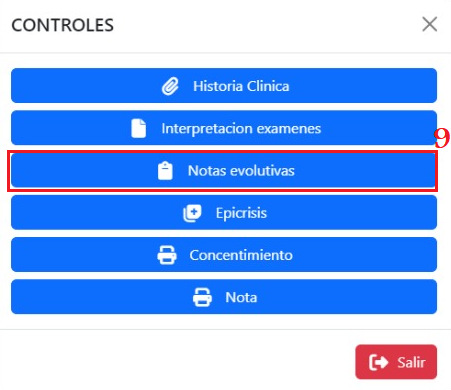 CONTROLES
Historia Clinica
Interpretacion examenes
9
Notas evolutivas
Epicrisis
Concentimiento
Nota
Salir